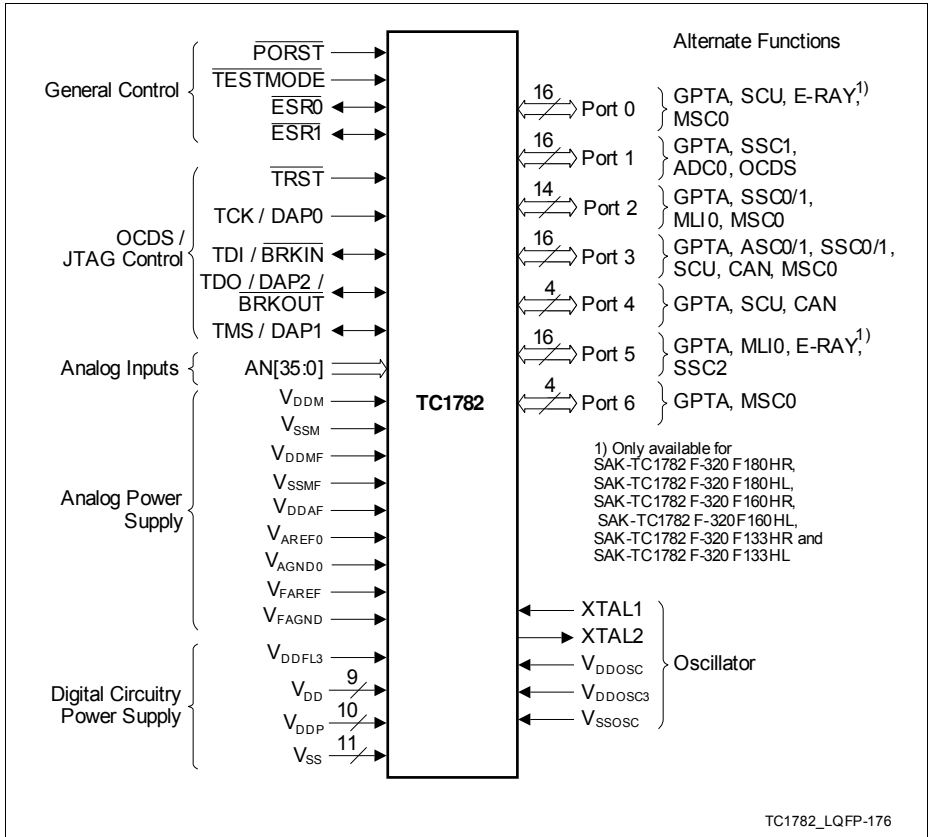 General Control
PORST
TESTMODE
ESR0
ESR1
OCDS /
JTAG Control
TRST
TCK / DAP0
TDI / BRKIN
TDO / DAP2 /
BRKOUT
TMS / DAP1
Analog Inputs
AN[35:0]
Analog Power
Supply
VDDM
VSSM
VDDMF
VSSMF
VDDAF
VAREF0
VAGND0
VFAREF
VFAGND
Digital Circuitry
Power Supply
VDDFL3
VDD 9
VDDP 10
VSS 11
TC1782
Alternate Functions
16 Port 0
GPTA, SCU, E-RAY,1)
MSC0
16 Port 1
GPTA, SSC1,
ADC0, OCDS
14 Port 2
GPTA, SSC0/1,
MLI0, MSC0
16 Port 3
GPTA, ASC0/1, SSC0/1,
SCU, CAN, MSC0
4 Port 4
GPTA, SCU, CAN
16 Port 5
GPTA, MLI0, E-RAY,1)
SSC2
4 Port 6
GPTA, MSC0
1) Only available for
SAK-TC1782 F-320 F180HR,
SAK-TC1782 F-320 F180HL,
SAK-TC1782 F-320 F160HR,
SAK-TC1782 F-320 F160HL,
SAK-TC1782 F-320 F133HR and
SAK-TC1782 F-320 F133HL
XTAL1
XTAL2
VDDOSC
VDDOSC3
VSSOSC
Oscillator
TC1782_LQFP-176